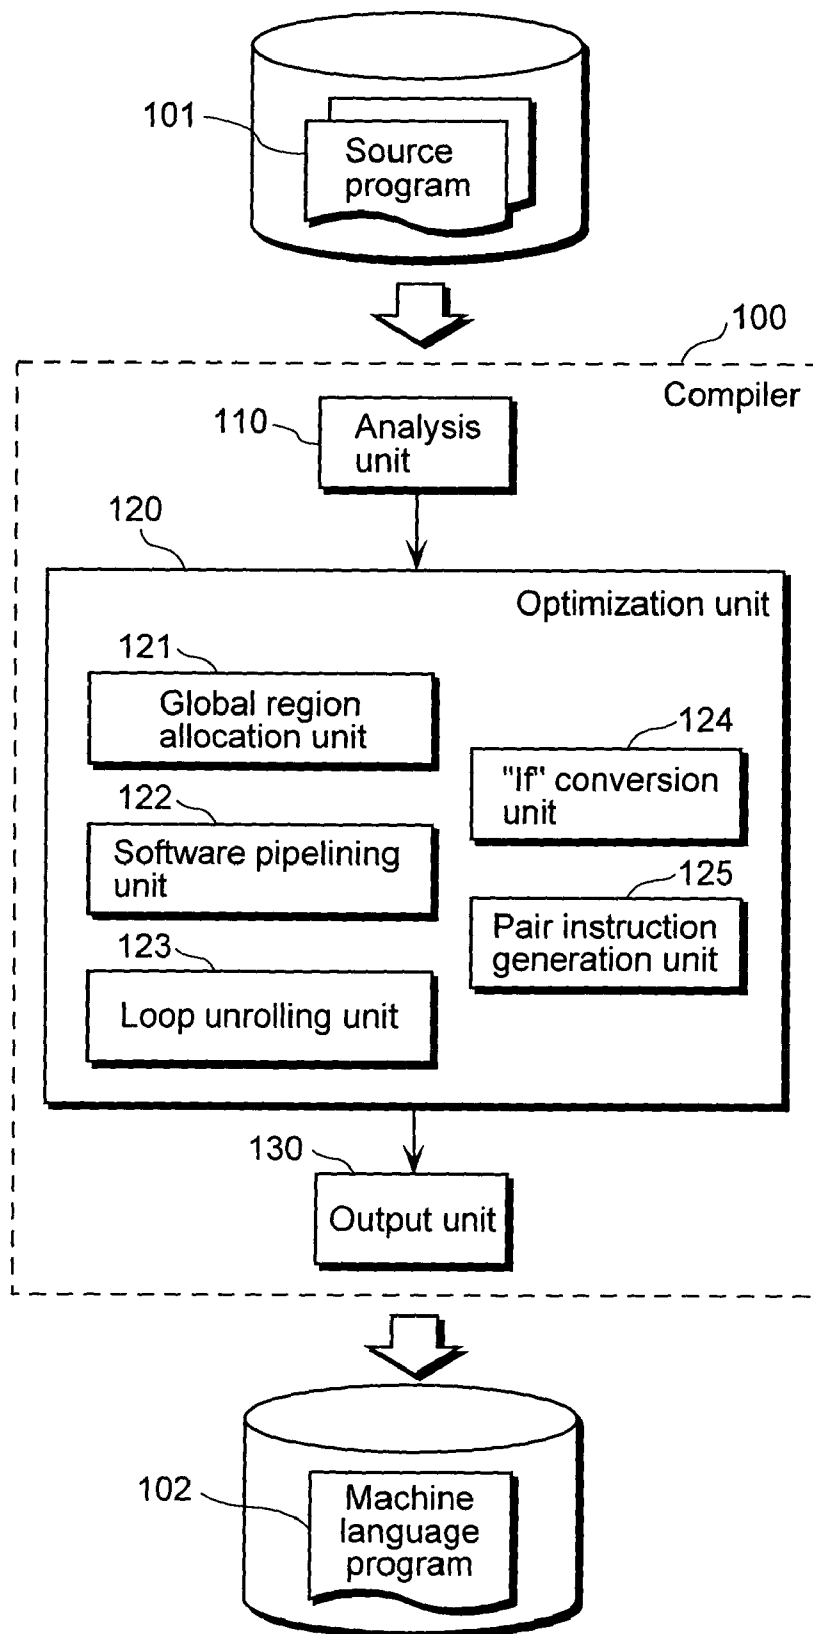 101
Source
program
100
Compiler
110
Analysis
unit
120
Optimization unit
121
Global region
allocation unit
122
Software pipelining
unit
123
Loop unrolling unit
124
"If" conversion
unit
125
Pair instruction
generation unit
130
Output unit
102
Machine
language
program